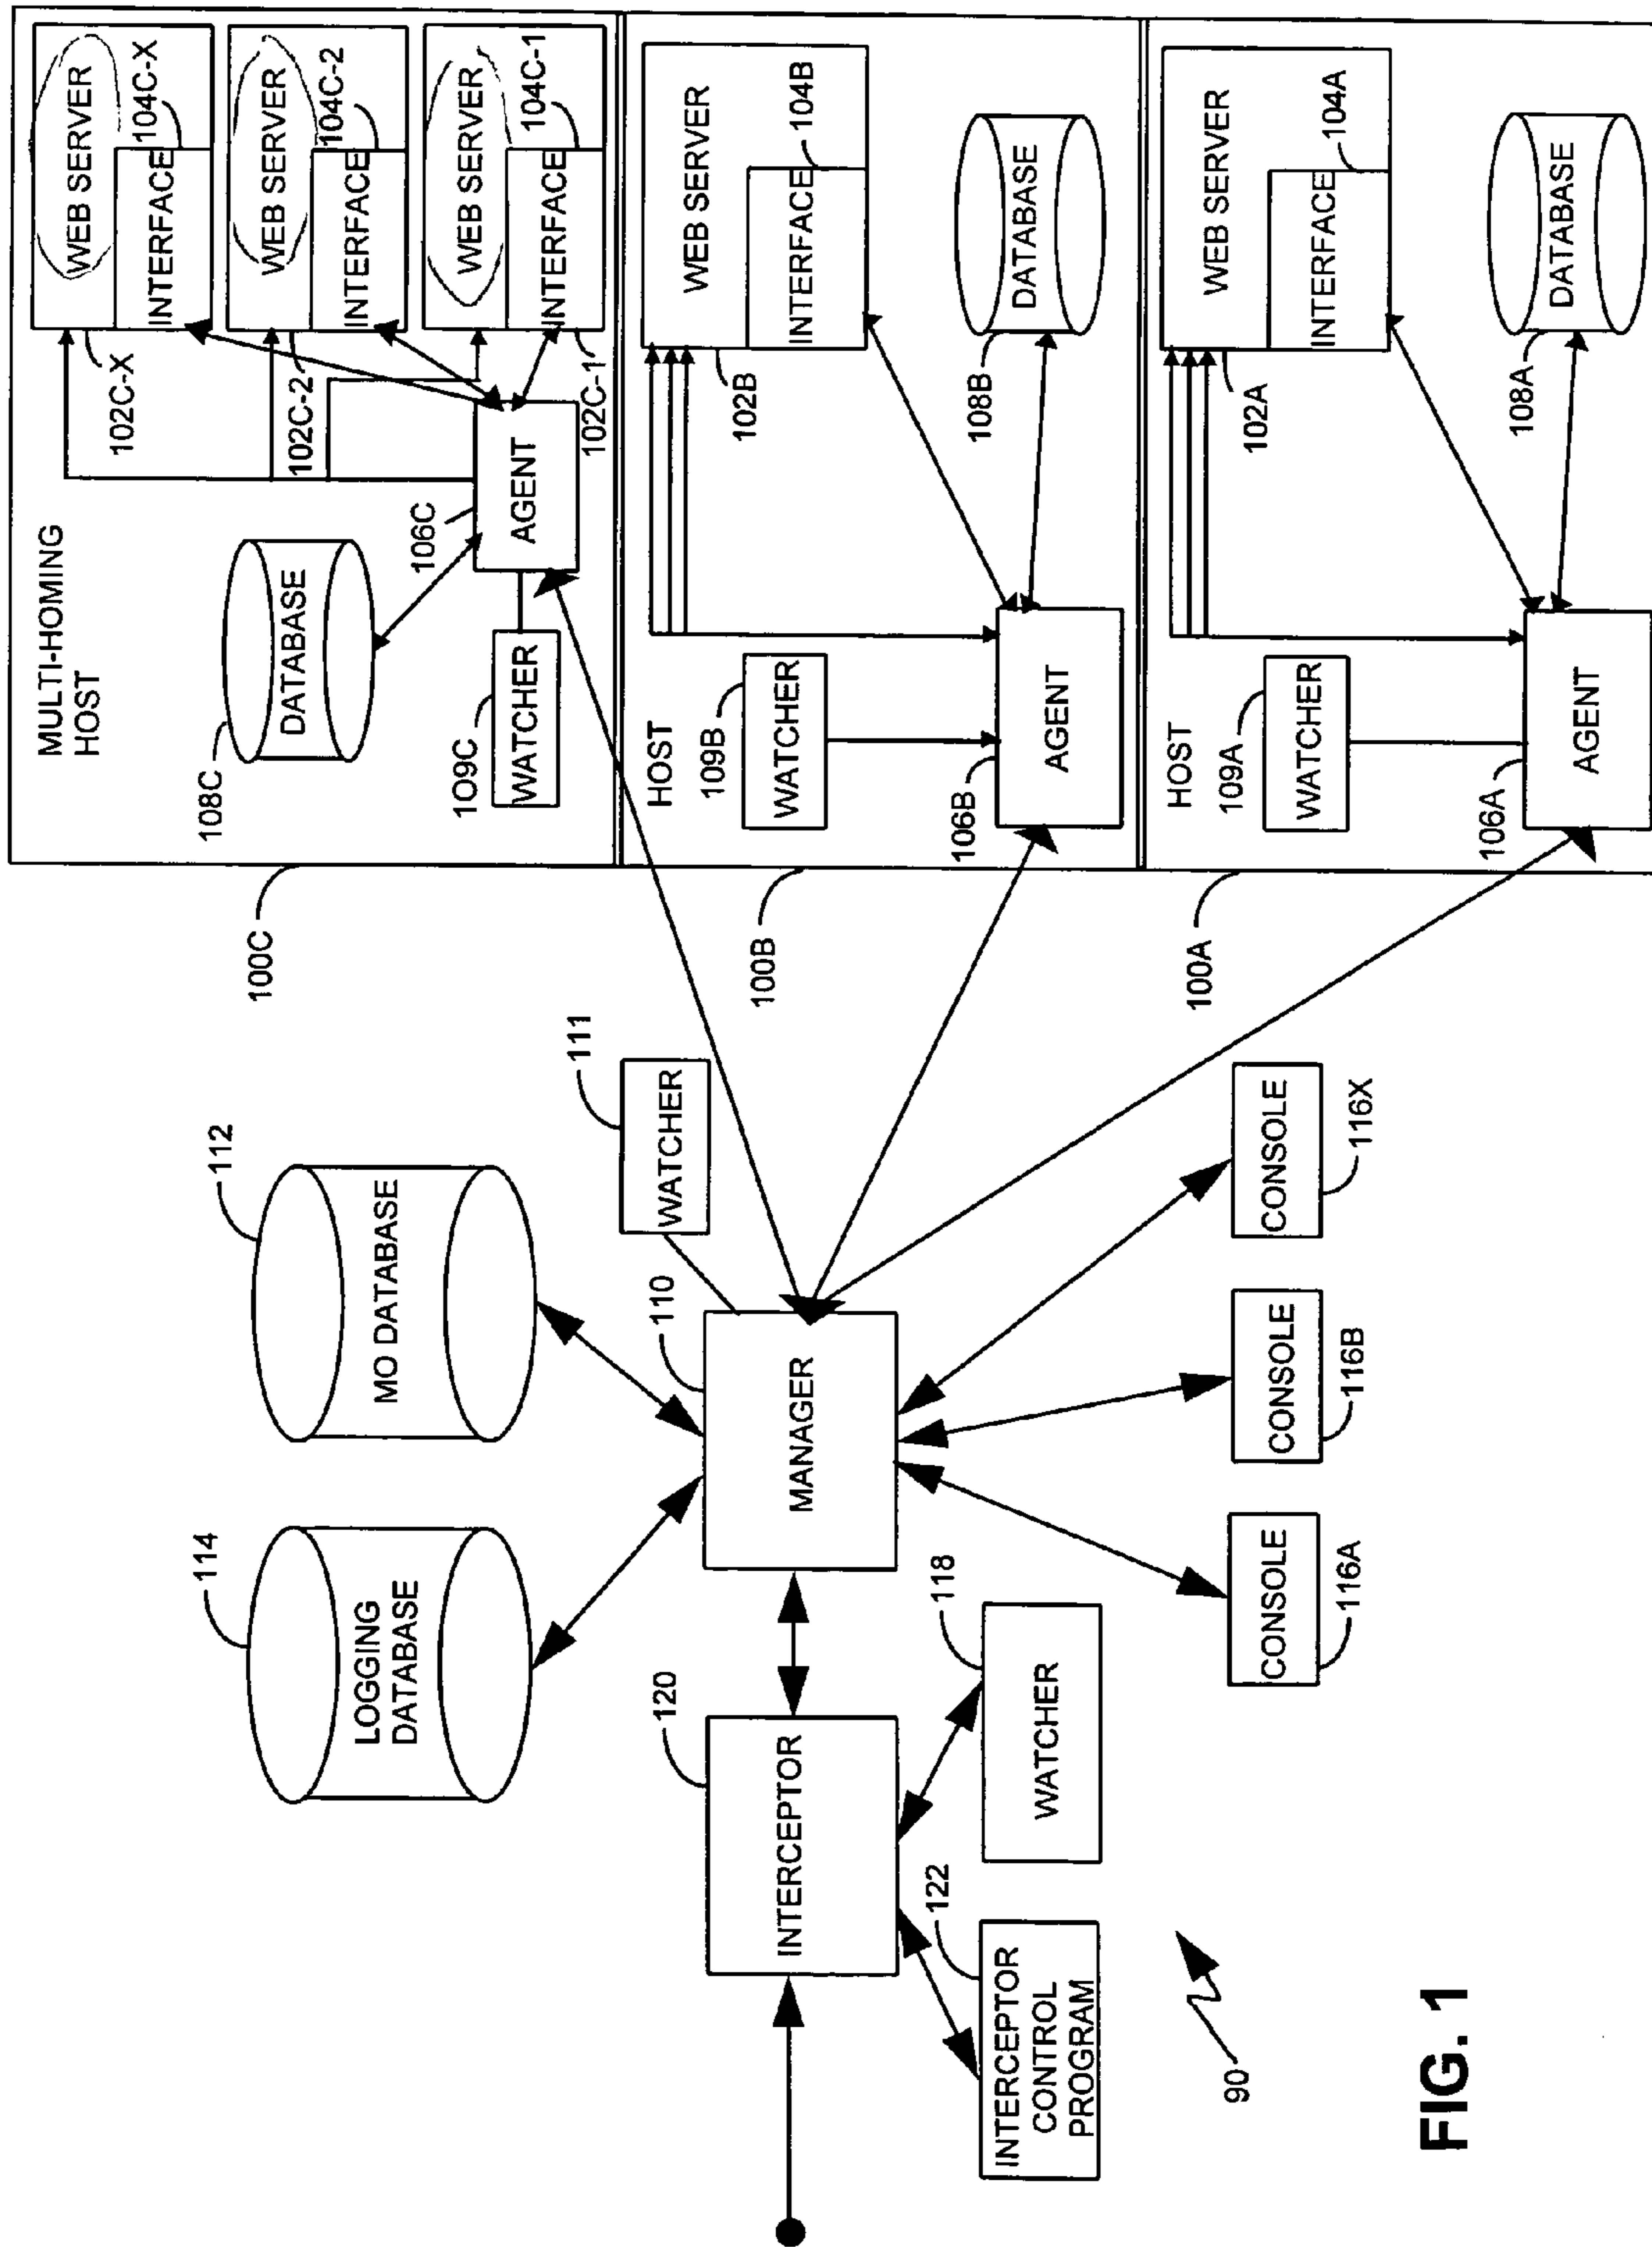 MULTI-HOMING
HOST
108C
DATABASE
109C
WATCHER
106C
AGENT
102C-X
WEB SERVER
INTERFACE
104C-X
102C-2
WEB SERVER
INTERFACE
104C-2
102C-1
WEB SERVER
INTERFACE
104C-1
100C
HOST
109B
WATCHER
106B
AGENT
102B
WEB SERVER
INTERFACE
104B
108B
DATABASE
100B
HOST
109A
WATCHER
106A
AGENT
102A
WEB SERVER
INTERFACE
104A
108A
DATABASE
100A
114
LOGGING
DATABASE
112
MO DATABASE
111
WATCHER
110
MANAGER
120
INTERCEPTOR
118
WATCHER
122
INTERCEPTOR
CONTROL
PROGRAM
CONSOLE
116A
CONSOLE
116B
CONSOLE
116X
90
FIG. 1